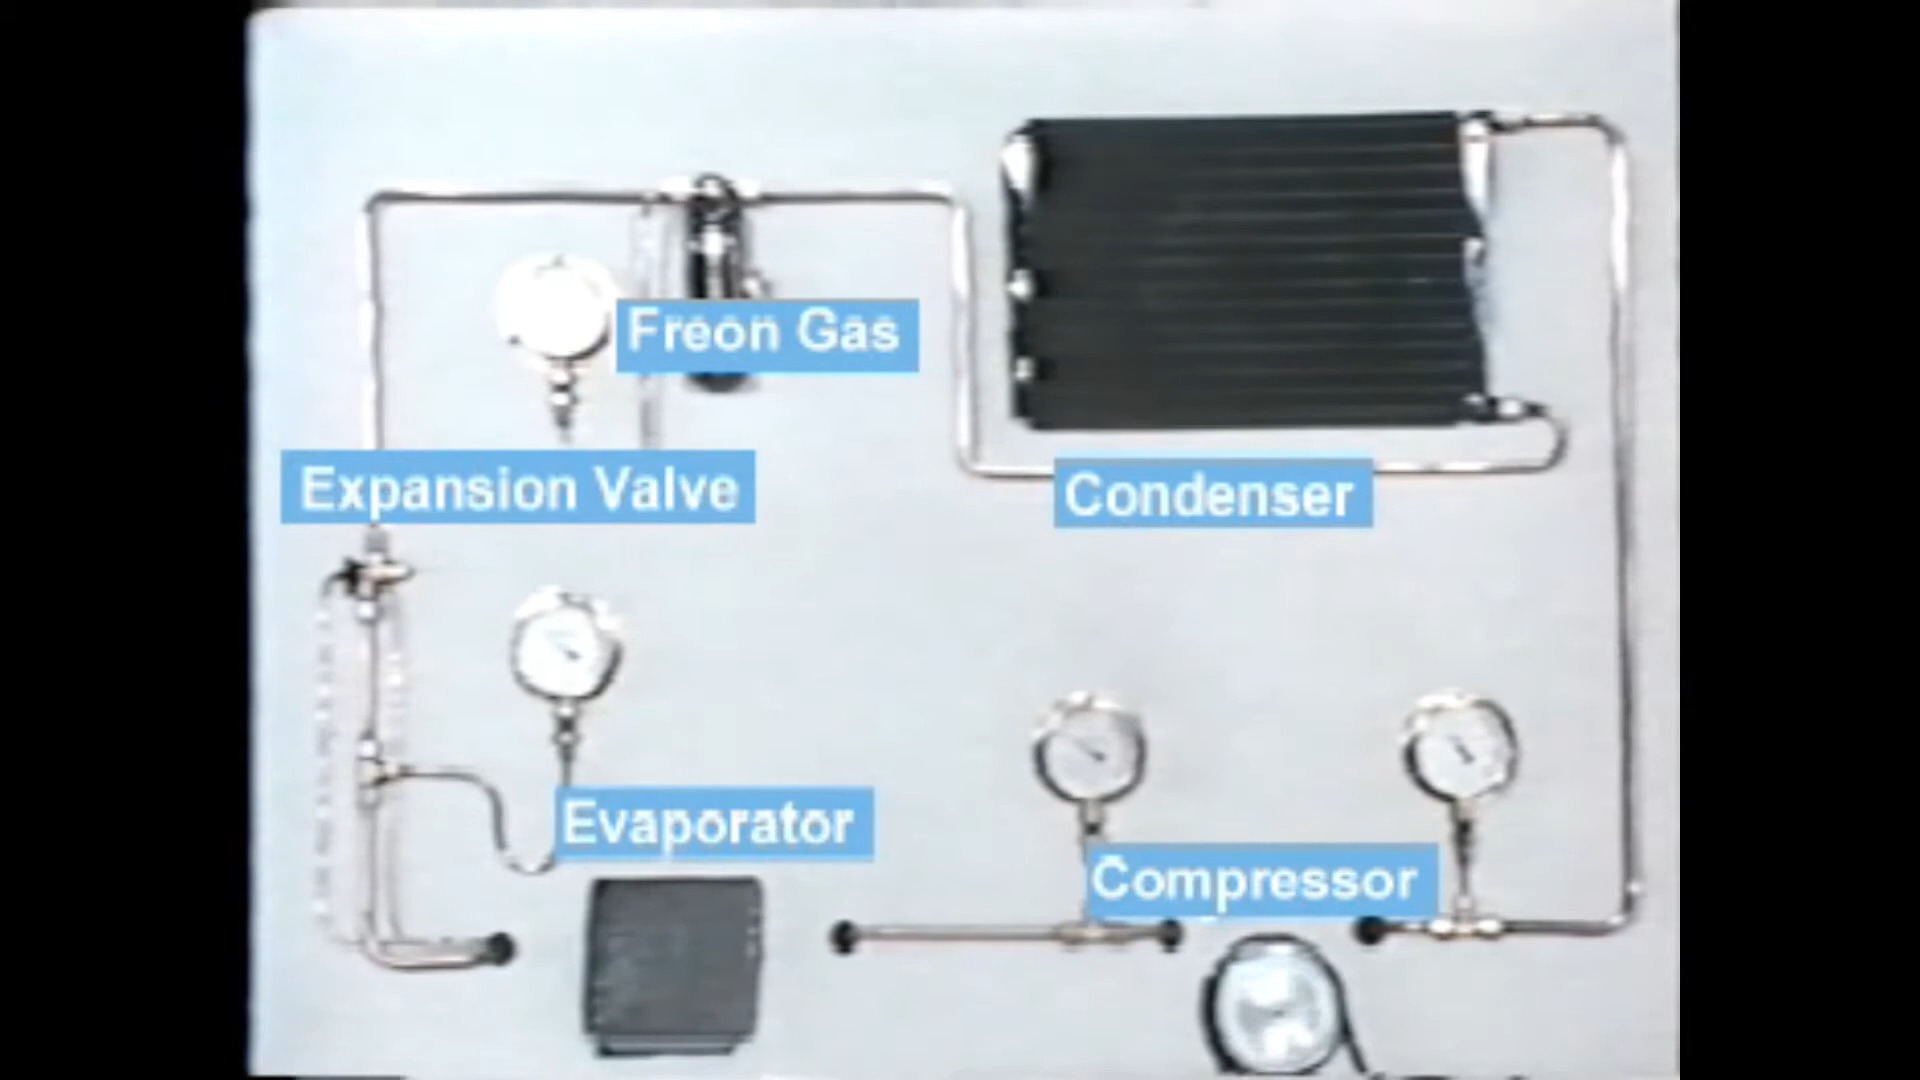 Freon Gas
Expansion Valve
Condenser
Evaporator
Compressor